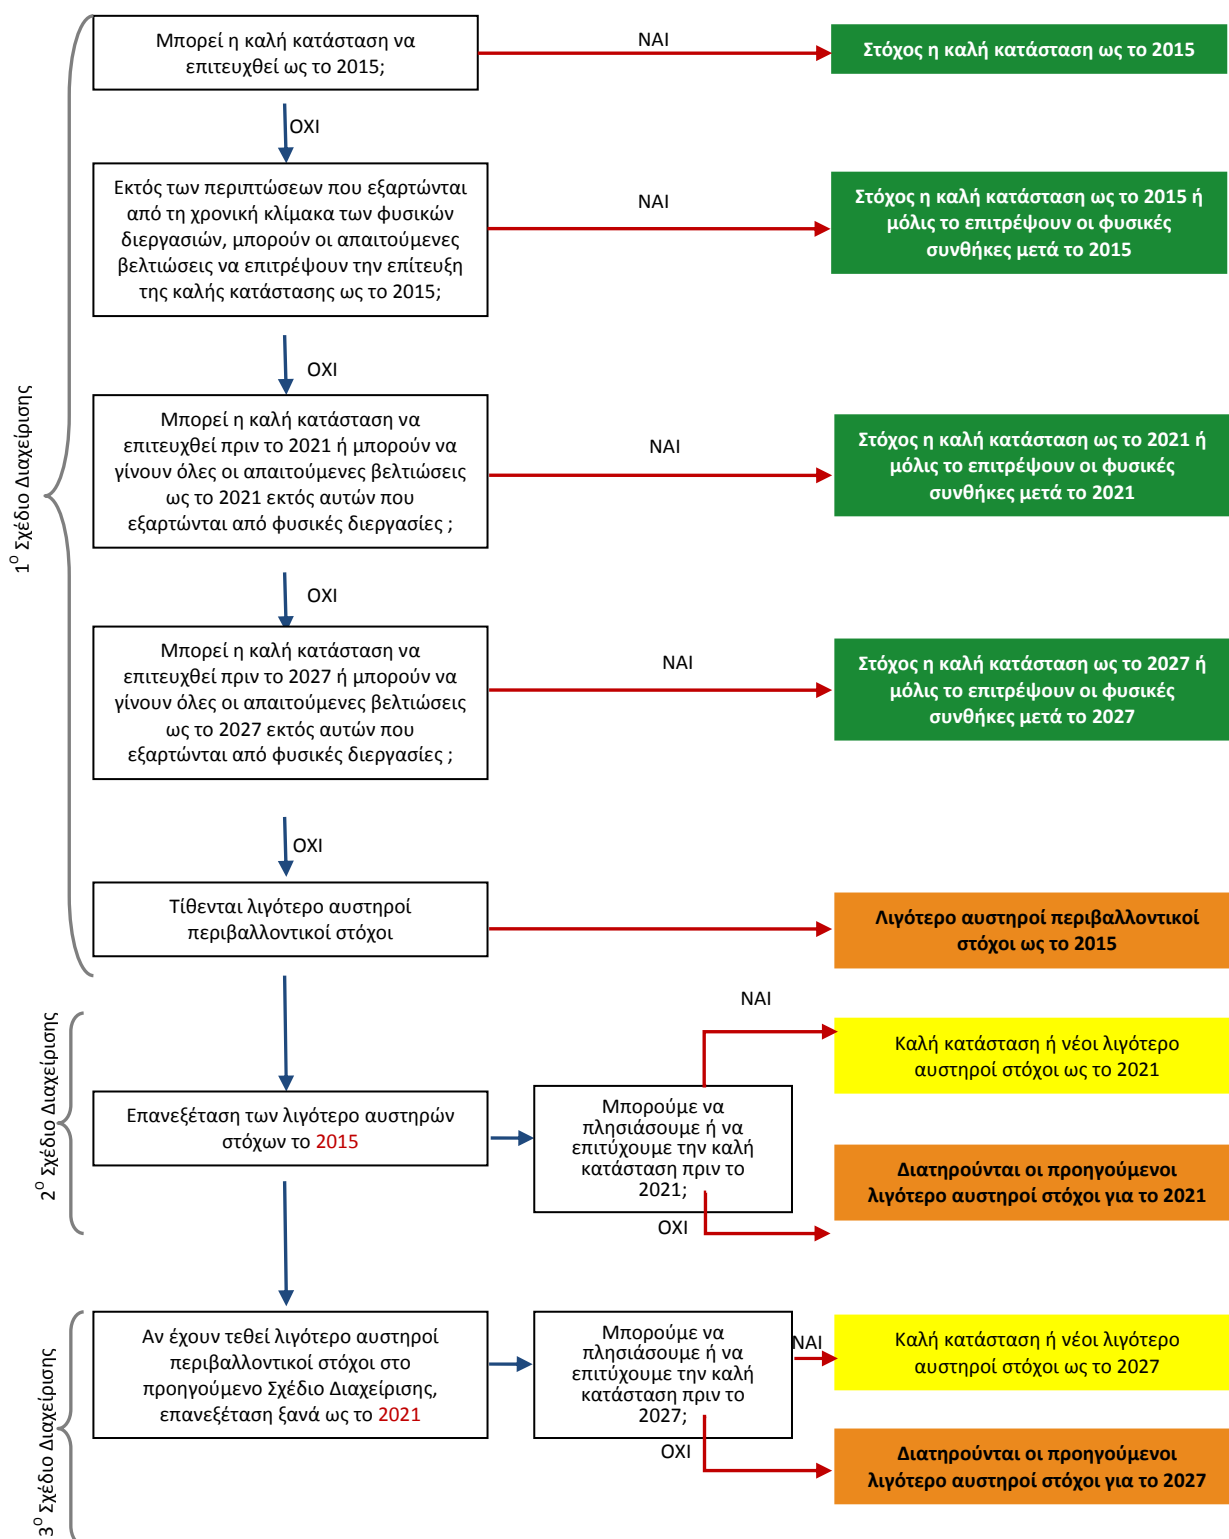 Μπορεί η καλή κατάσταση να
επιτευχθεί ως το 2015;
ΝΑΙ
Στόχος η καλή κατάσταση ως το 2015
ΟΧΙ
Εκτός των περιπτώσεων που εξαρτώνται
από τη χρονική κλίμακα των φυσικών
διεργασιών, μπορούν οι απαιτούμενες
βελτιώσεις να επιτρέψουν την επίτευξη
της καλής κατάστασης ως το 2015;
ΝΑΙ
Στόχος η καλή κατάσταση ως το 2015 ή
μόλις το επιτρέψουν οι φυσικές
συνθήκες μετά το 2015
ΟΧΙ
1Ο Σχέδιο Διαχείρισης
Μπορεί η καλή κατάσταση να
επιτευχθεί πριν το 2021 ή μπορούν να
γίνουν όλες οι απαιτούμενες βελτιώσεις
ως το 2021 εκτός αυτών που
εξαρτώνται από φυσικές διεργασίες ;
ΝΑΙ
Στόχος η καλή κατάσταση ως το 2021 ή
μόλις το επιτρέψουν οι φυσικές
συνθήκες μετά το 2021
ΟΧΙ
Μπορεί η καλή κατάσταση να
επιτευχθεί πριν το 2027 ή μπορούν να
γίνουν όλες οι απαιτούμενες βελτιώσεις
ως το 2027 εκτός αυτών που
εξαρτώνται από φυσικές διεργασίες ;
ΝΑΙ
Στόχος η καλή κατάσταση ως το 2027 ή
μόλις το επιτρέψουν οι φυσικές
συνθήκες μετά το 2027
ΟΧΙ
Τίθενται λιγότερο αυστηροί
περιβαλλοντικοί στόχοι
Λιγότερο αυστηροί περιβαλλοντικοί
στόχοι ως το 2015
2Ο Σχέδιο Διαχείρισης
Επανεξέταση των λιγότερο αυστηρών
στόχων το 2015
Μπορούμε να
πλησιάσουμε ή να
επιτύχουμε την καλή
κατάσταση πριν το
2021;
ΝΑΙ
Καλή κατάσταση ή νέοι λιγότερο
αυστηροί στόχοι ως το 2021
ΟΧΙ
Διατηρούνται οι προηγούμενοι
λιγότερο αυστηροί στόχοι για το 2021
3Ο Σχέδιο Διαχείρισης
Αν έχουν τεθεί λιγότερο αυστηροί
περιβαλλοντικοί στόχοι στο
προηγούμενο Σχέδιο Διαχείρισης,
επανεξέταση ξανά ως το 2021
Μπορούμε να
πλησιάσουμε ή να
επιτύχουμε την καλή
κατάσταση πριν το
2027;
ΝΑΙ
Καλή κατάσταση ή νέοι λιγότερο
αυστηροί στόχοι ως το 2027
ΟΧΙ
Διατηρούνται οι προηγούμενοι
λιγότερο αυστηροί στόχοι για το 2027